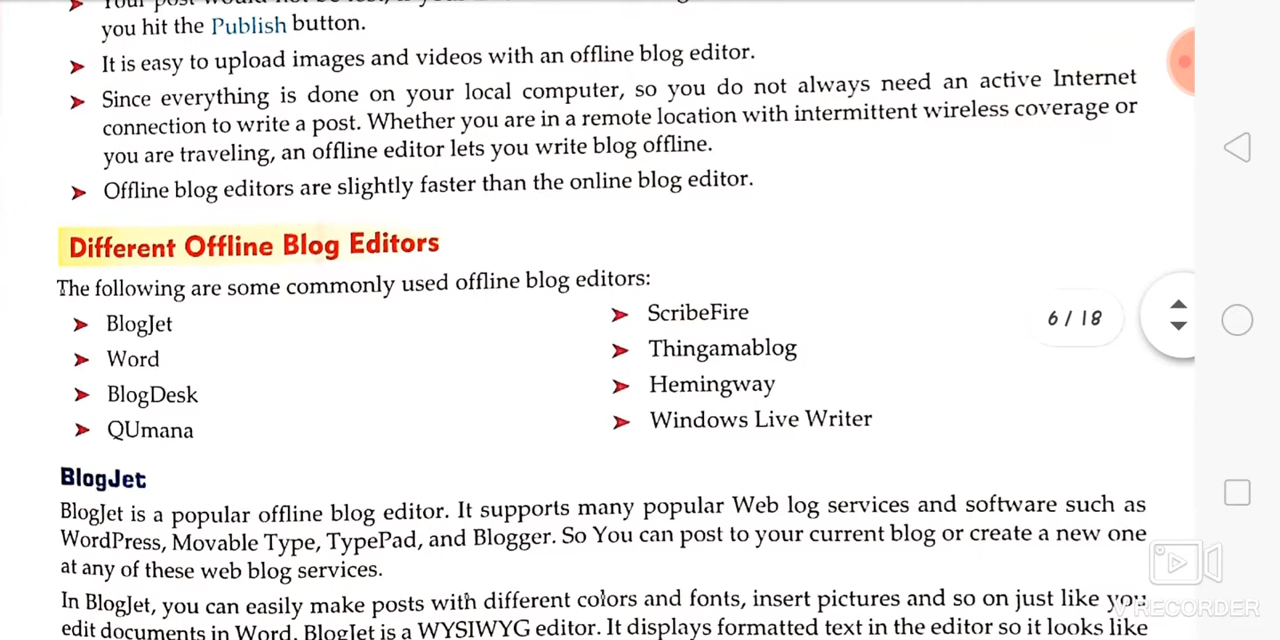 you hit the Publish button.
➤ It is easy to upload images and videos with an offline blog editor.
➤ Since everything is done on your local computer, so you do not always need an active Internet
connection to write a post. Whether you are in a remote location with intermittent wireless coverage or
you are traveling, an offline editor lets you write blog offline.
➤ Offline blog editors are slightly faster than the online blog editor.
Different Offline Blog Editors
The following are some commonly used offline blog editors:
➤ BlogJet
➤ Word
➤ BlogDesk
➤ QUmana
➤ ScribeFire
➤ Thingamablog
➤ Hemingway
➤ Windows Live Writer
6 / 18
BlogJet
BlogJet is a popular offline blog editor. It supports many popular Web log services and software such as
WordPress, Movable Type, TypePad, and Blogger. So You can post to your current blog or create a new one
at any of these web blog services.
In BlogJet, you can easily make posts with different colors and fonts, insert pictures and so on just like you
edit documents in Word. BlogJet is a WYSIWYG editor. It displays formatted text in the editor so it looks like
V RECORDER